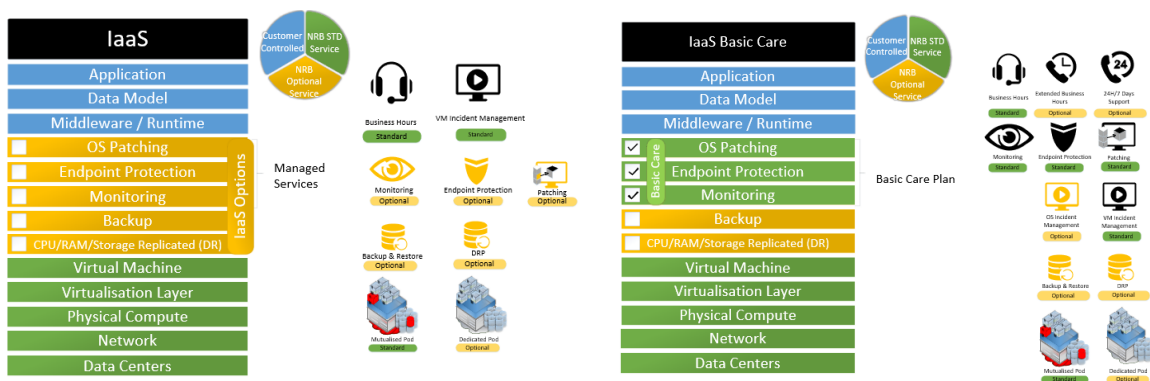 IaaS
Customer
Controlled
NRB STD
Service
NRB
Optional
Service
Application
Data Model
Middleware / Runtime
OS Patching
Endpoint Protection
Monitoring
Backup
CPU/RAM/Storage Replicated (DR)
IaaS Options
Virtual Machine
Virtualisation Layer
Physical Compute
Network
Data Centers
Managed
Services
Business Hours
Standard
VM Incident Management
Standard
Monitoring
Optional
Endpoint Protection
Optional
Patching
Optional
Backup & Restore
Optional
DRP
Optional
Mutualised Pod
Standard
Dedicated Pod
Optional
IaaS Basic Care
Customer
Controlled
NRB STD
Service
NRB
Optional
Service
Application
Data Model
Middleware / Runtime
OS Patching
Endpoint Protection
Monitoring
Basic Care
Backup
CPU/RAM/Storage Replicated (DR)
Virtual Machine
Virtualisation Layer
Physical Compute
Network
Data Centers
Basic Care Plan
24
Business Hours
Standard
Extended Business
Hours
Optional
24H/7 Days
Support
Optional
Monitoring
Standard
Endpoint Protection
Standard
Patching
Standard
OS Incident
Management
Optional
VM Incident
Management
Standard
Backup & Restore
Optional
DRP
Optional
Mutualised Pod
Standard
Dedicated Pod
Optional